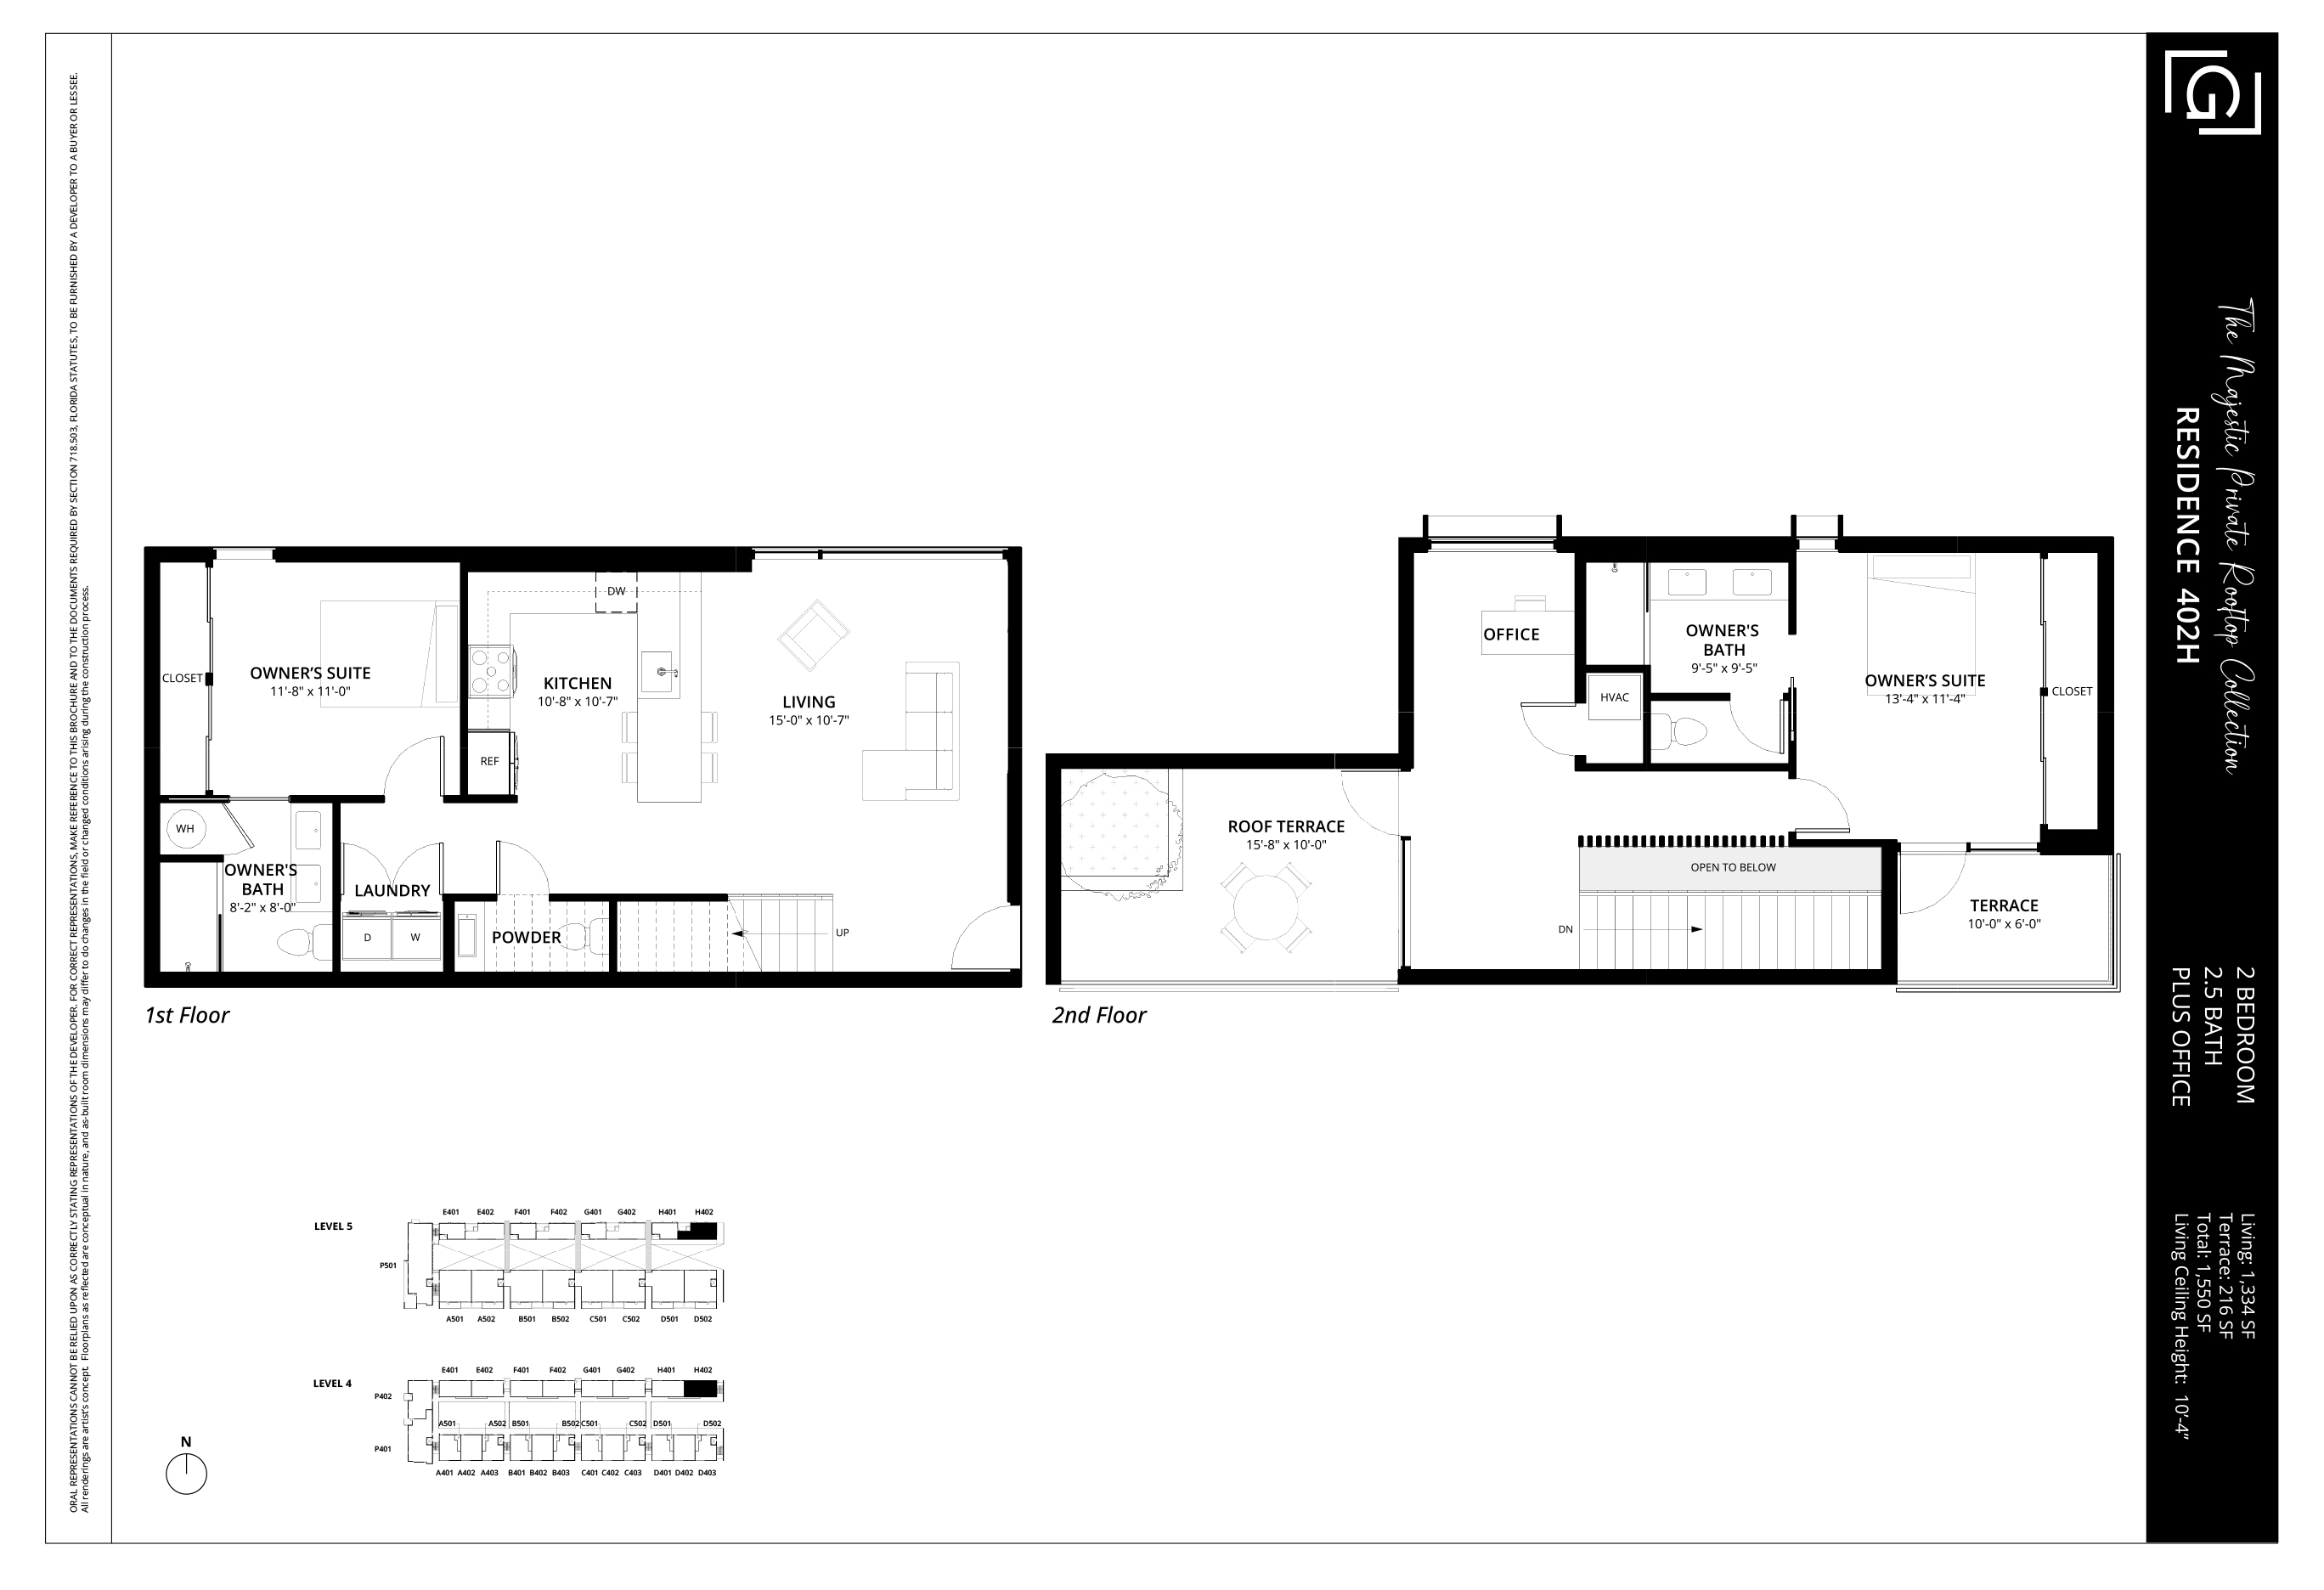 ORAL REPRESENTATIONS CANNOT BE RELIED UPON AS CORRECTLY STATING REPRESENTATIONS OF THE DEVELOPER. FOR CORRECT REPRESENTATIONS, MAKE REFERENCE TO THIS BROCHURE AND TO THE DOCUMENTS REQUIRED BY SECTION 718.503, FLORIDA STATUTES, TO BE FURNISHED BY A DEVELOPER TO A BUYER OR LESSEE.
All renderings are artist's concept. Floorplans as reflected are conceptual in nature, and as-built room dimensions may differ to do changes in the field or changed conditions arising during the construction process.
CLOSET
OWNER'S SUITE
11'-8" x 11'-0"
DW
KITCHEN
10'-8" x 10'-7"
REF
LIVING
15'-0" x 10'-7"
WH
OWNER'S
BATH
8'-2" x 8'-0"
LAUNDRY
D
W
POWDER
UP
1st Floor
OFFICE
HVAC
OWNER'S
BATH
9'-5" x 9'-5"
OWNER'S SUITE
13'-4" x 11'-4"
CLOSET
ROOF TERRACE
15'-8" x 10'-0"
OPEN TO BELOW
DN
TERRACE
10'-0" x 6'-0"
2nd Floor
LEVEL 5
E401 E402 F401 F402 G401 G402 H401 H402
P501
A501 A502 B501 B502 C501 C502 D501 D502
LEVEL 4
E401 E402 F401 F402 G401 G402 H401 H402
P402
A501 A502 B501 B502 C501 C502 D501 D502
P401
A401 A402 A403 B401 B402 B403 C401 C402 C403 D401 D402 D403
N
G
The Majestic Private Rooftop Collection
RESIDENCE 402H
2 BEDROOM
2.5 BATH
PLUS OFFICE
Living: 1,334 SF
Terrace: 216 SF
Total: 1,550 SF
Living Ceiling Height: 10'-4"